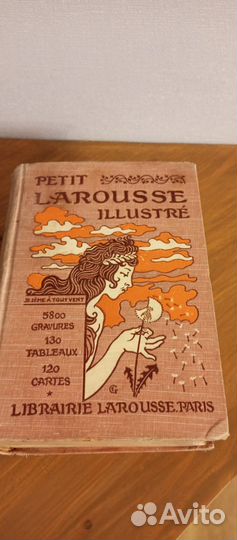 PETIT
LAROUSSE
ILLUSTRÉ
JE SÈME À TOUT VENT
5800
GRAVURES
130
TABLEAUX
120
CARTES
LIBRAIRIE LAROUSSE. PARIS
Avito